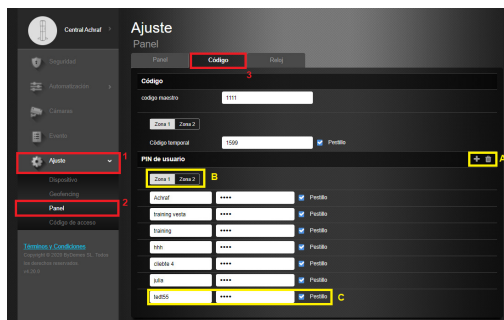 Central Achraf
Ajuste
Panel
Seguridad
Automatización
Cámaras
Evento
Ajuste
1
Dispositivo
Geofencing
Panel
2
Código de acceso
Términos y Condiciones
Panel
Código
Reloj
3
Código
codigo maestro
1111
Zona 1
Zona 2
Código temporal
1599
Pestillo
PIN de usuario
A
Zona 1
Zona 2
B
Achraf
••••
Pestillo
training vesta
••••
Pestillo
training
••••
Pestillo
hhh
••••
Pestillo
cliebte 4
••••
Pestillo
julia
••••
Pestillo
tedt55
••••
Pestillo
C